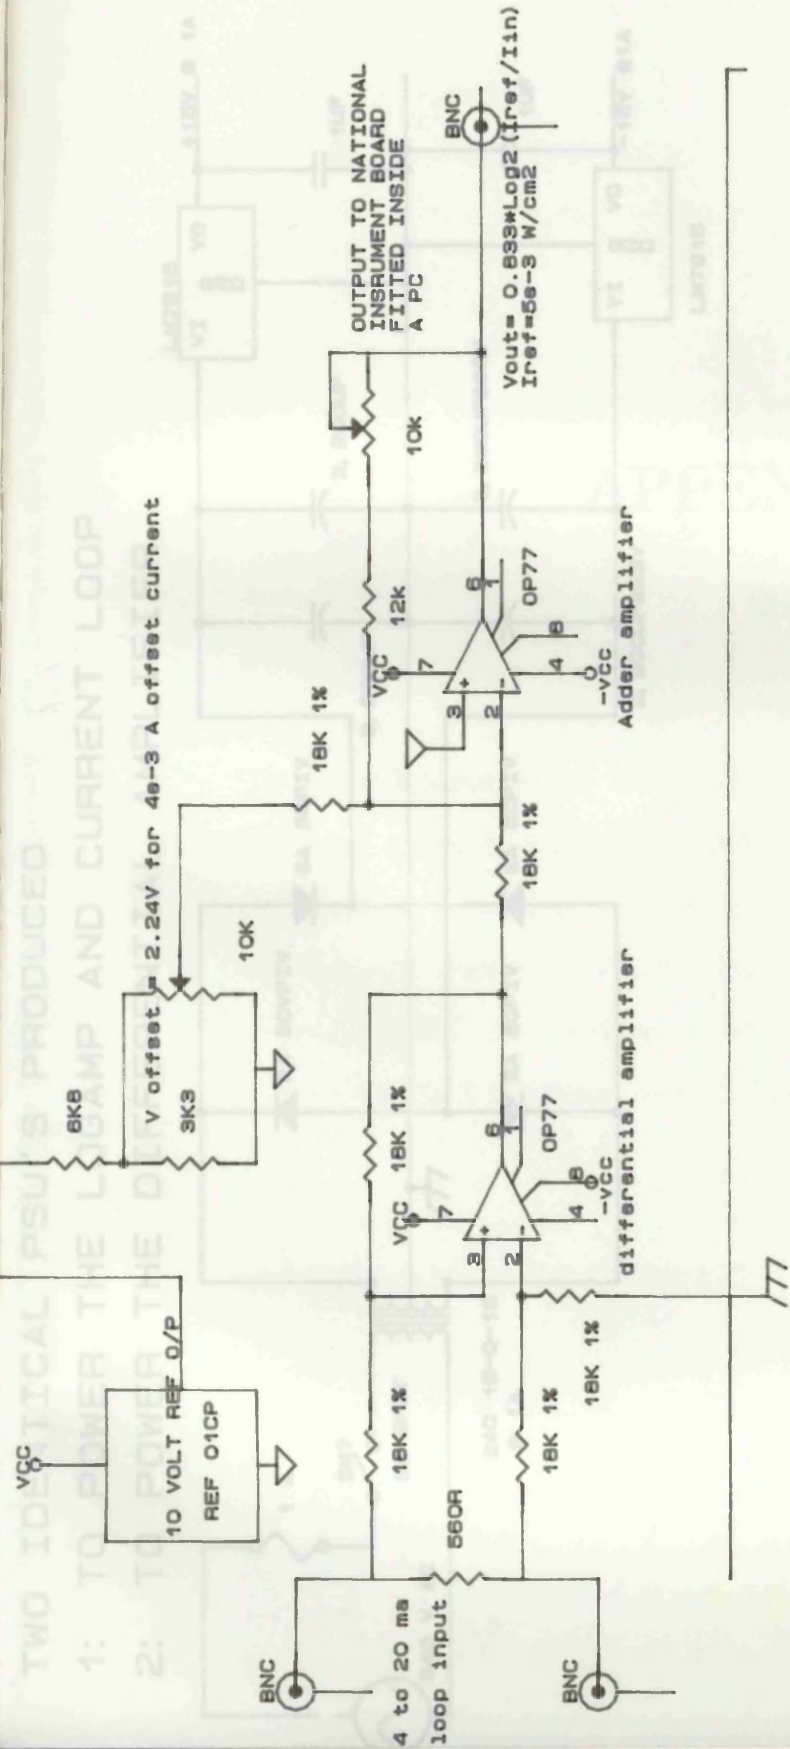 VCC
10 VOLT REF O/P
REF 01CP
6K8
V offset = 2.24V for 4e-3 A offset current
3K3
10K
BNC
4 to 20 ma
loop input
560R
BNC
18K 1%
18K 1%
18K 1%
18K 1%
VCC
3
2
7
6
1
4
8
OP77
-VCC
differential amplifier
18K 1%
18K 1%
12K
10K
VCC
3
2
7
6
1
4
8
OP77
-VCC
Adder amplifier
OUTPUT TO NATIONAL
INSRUMENT BOARD
FITTED INSIDE
A PC
BNC
Vout= 0.833*Log2(Iref/Iin)
Iref=5e-3 W/cm2
TWO IDENTICAL PSU'S PRODUCED
1: TO POWER THE LOGAMP AND CURRENT LOOP
2: TO POWER THE DIFFERENTIAL AMPLIFIER